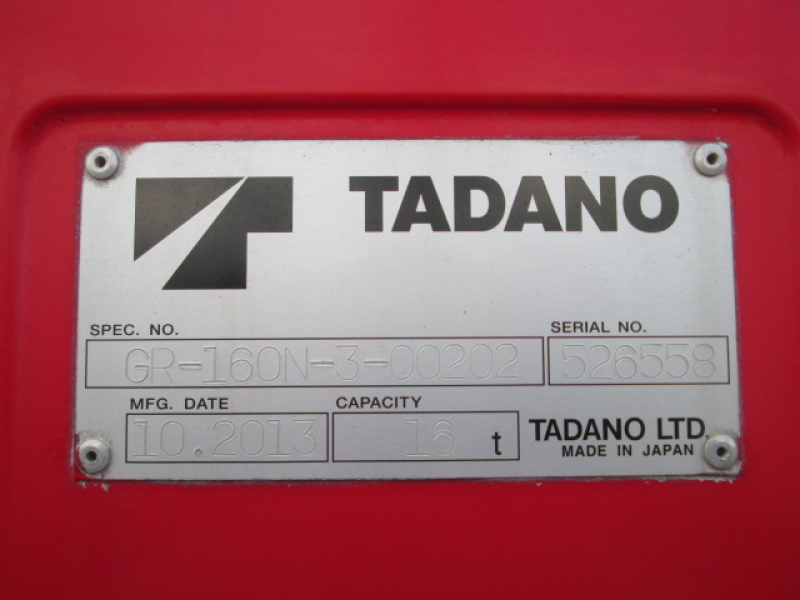 TADANO
SPEC. NO.
GR-160N-3-00202
SERIAL NO.
526558
MFG. DATE
10.2013
CAPACITY
16 t
TADANO LTD.
MADE IN JAPAN